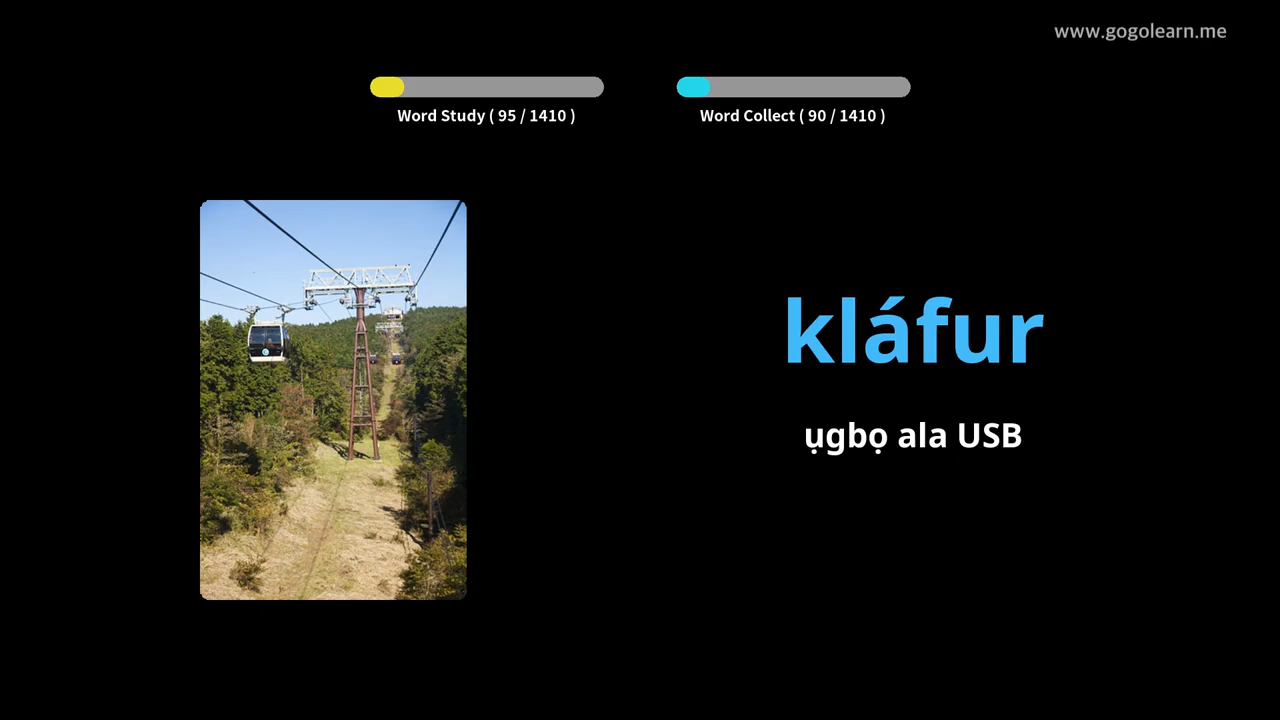 www.gogolearn.me
Word Study ( 95 / 1410 )
Word Collect ( 90 / 1410 )
kláfur
ụgbọ ala USB